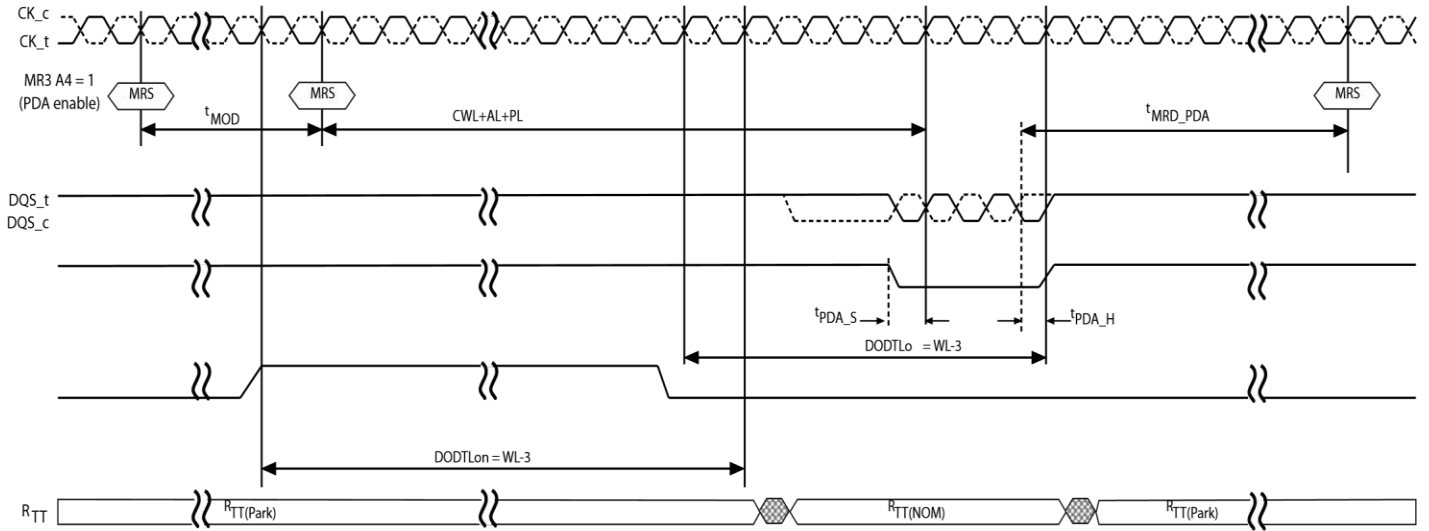 CK_c
CK_t
MR3 A4 = 1
(PDA enable)
MRS
MRS
MRS
tMOD
CWL+AL+PL
tMRD_PDA
DQS_t
DQS_c
tPDA_S
tPDA_H
DODTLo = WL-3
DODTLon = WL-3
RTT
RTT(Park)
RTT(NOM)
RTT(Park)